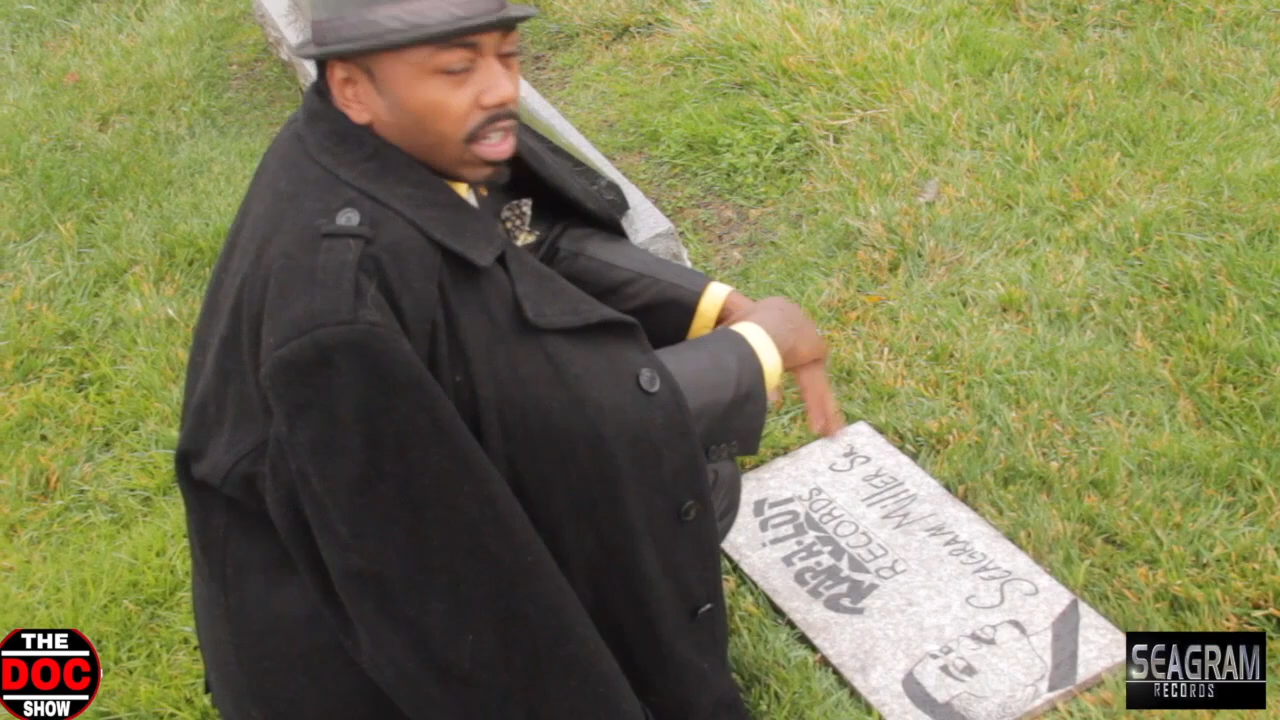 SEAGRAM MILLER SR.
RAP-A-LOT
RECORDS
THE
DOC
SHOW
SEAGRAM
RECORDS